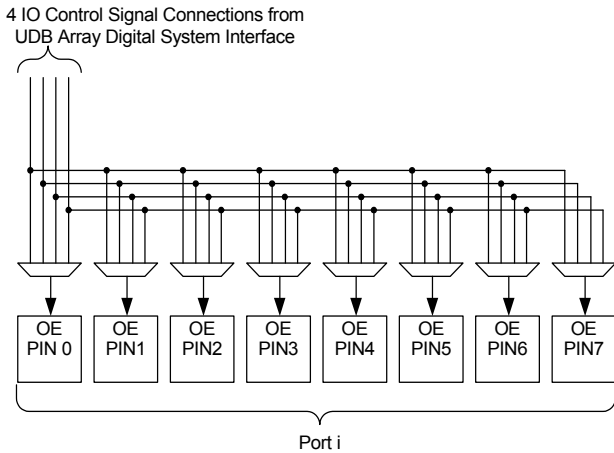 4 IO Control Signal Connections from
UDB Array Digital System Interface
OE
PIN 0
OE
PIN1
OE
PIN2
OE
PIN3
OE
PIN4
OE
PIN5
OE
PIN6
OE
PIN7
Port i